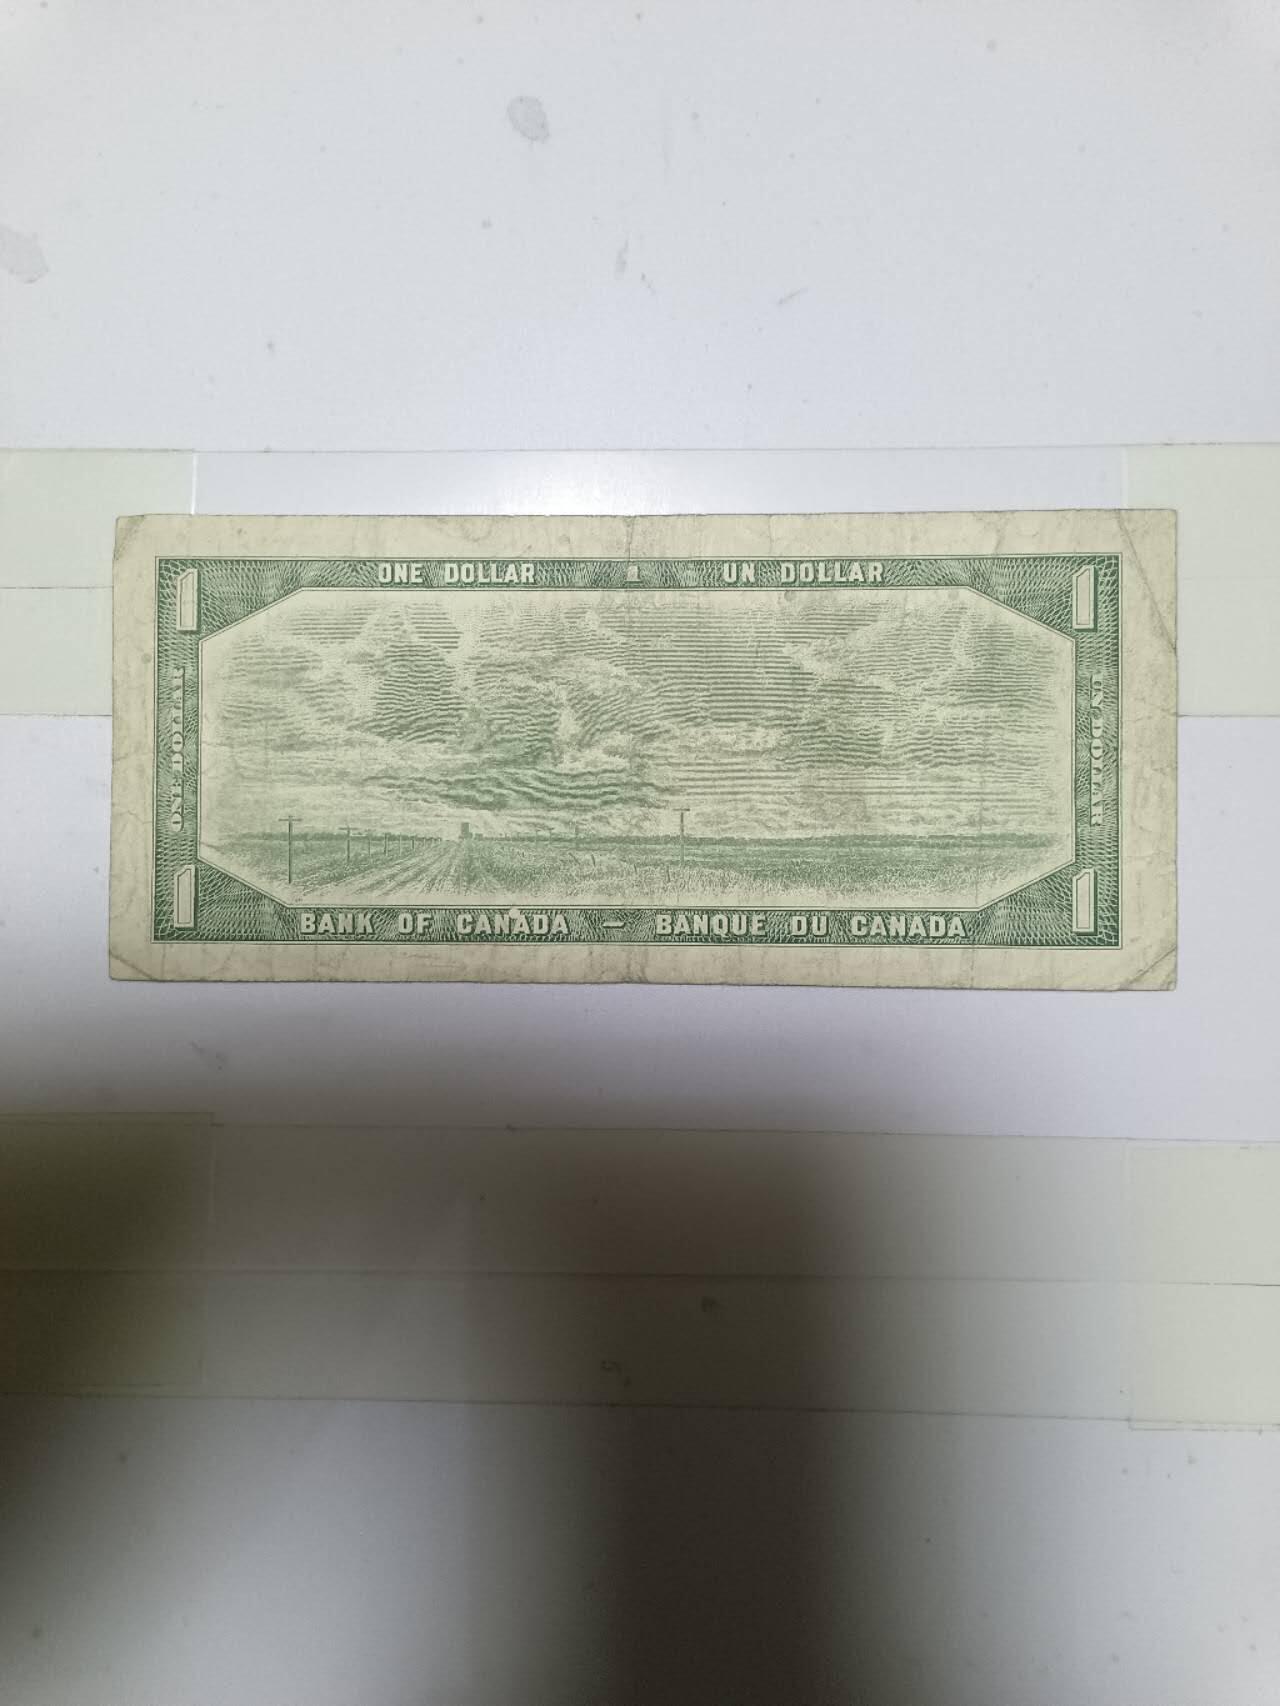 1 ONE DOLLAR 1 UN DOLLAR 1
ONE DOLLAR
UN DOLLAR
1 BANK OF CANADA — BANQUE DU CANADA 1